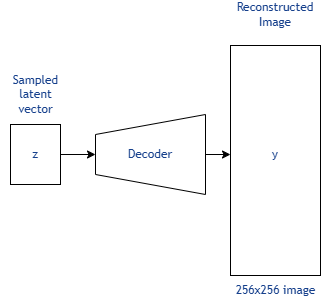 Reconstructed
Image
Sampled
latent
vector
z
Decoder
y
256x256 image